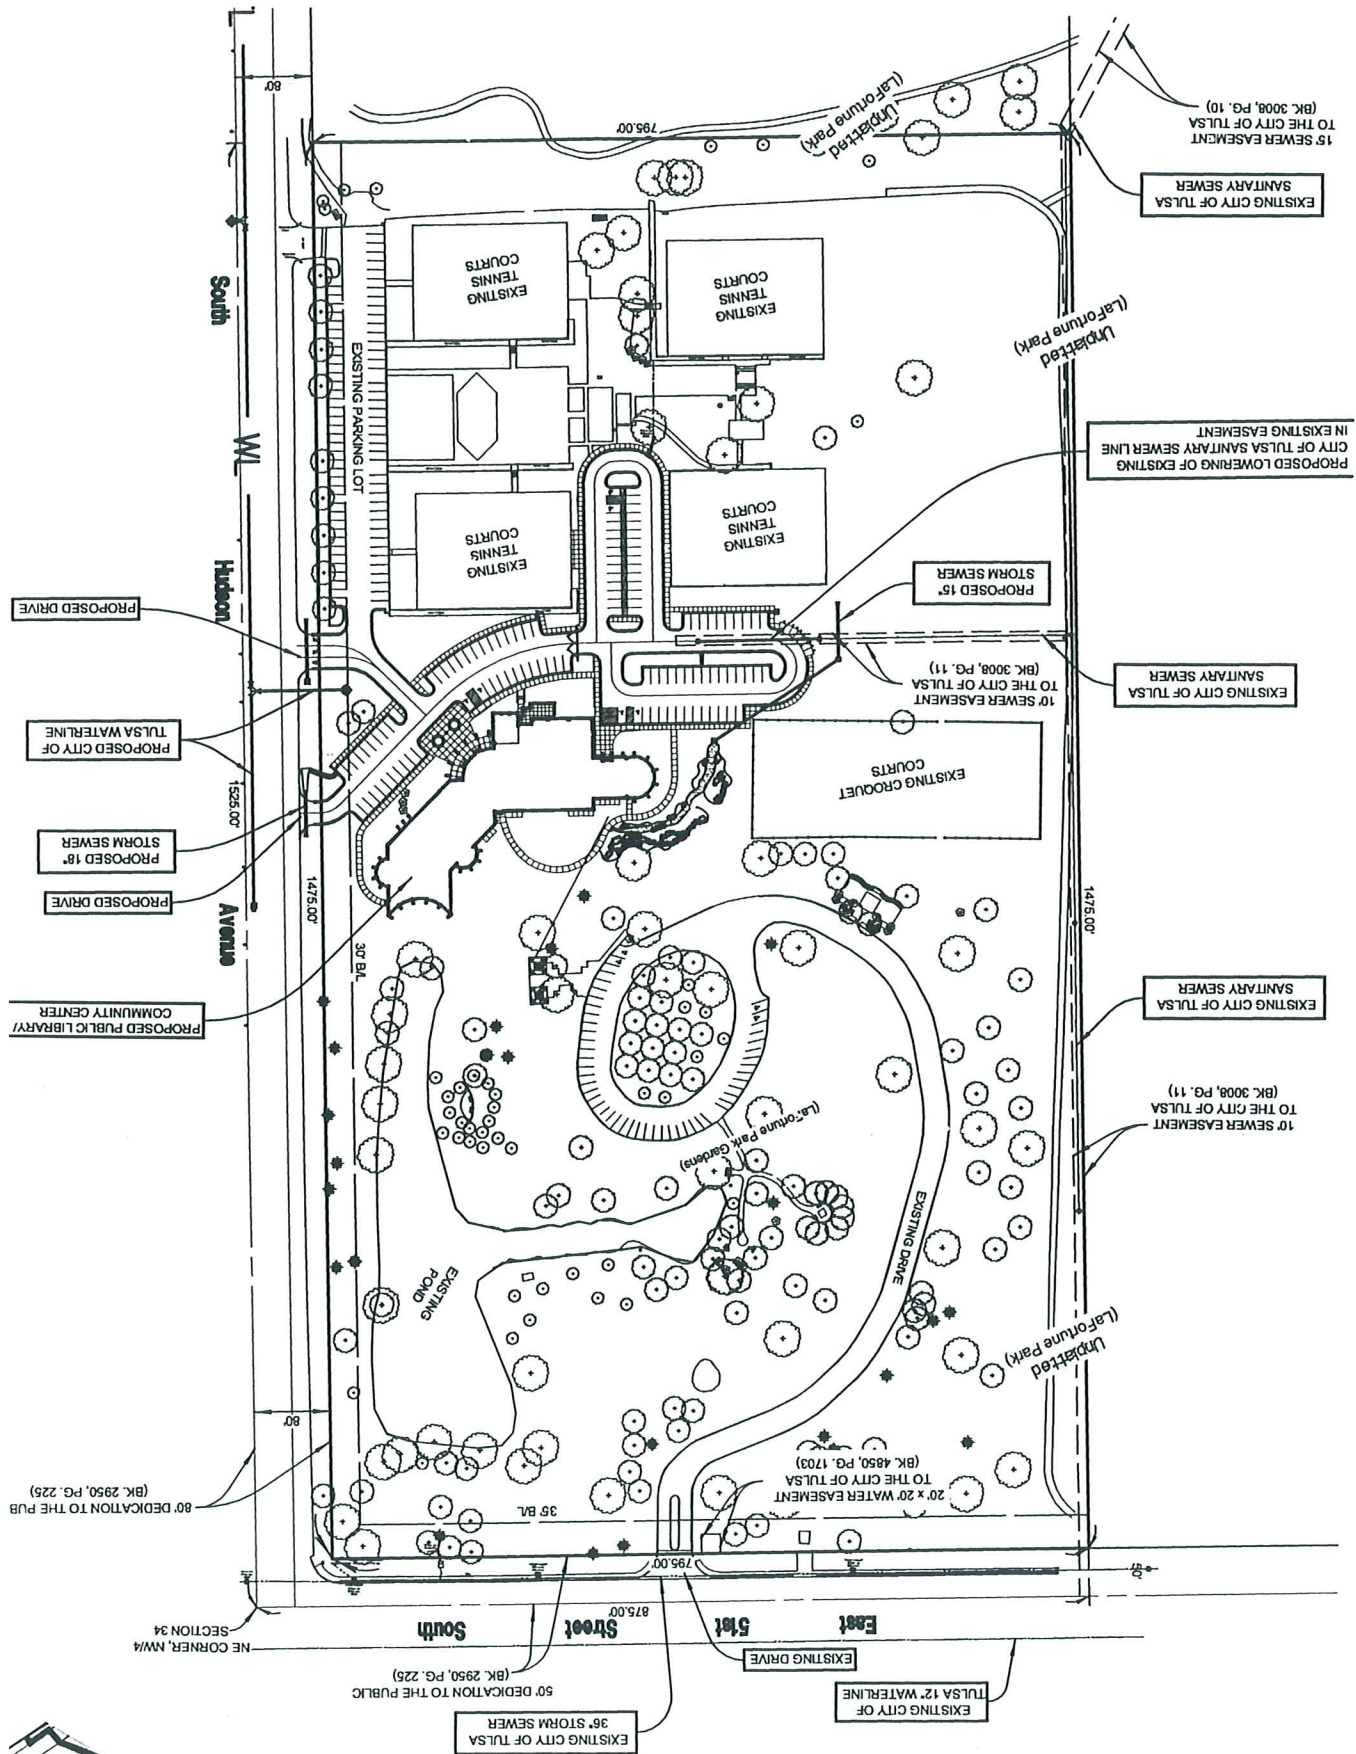 EXISTING CITY OF
TULSA 12" WATERLINE
EXISTING CITY OF TULSA
36" STORM SEWER
EXISTING DRIVE
50' DEDICATION TO THE PUBLIC
(BK. 2950, PG. 225)
NE CORNER, NW/4
SECTION 34
East 51st Street South
875.00'
50'
795.00'
35' B/L
20' x 20' WATER EASEMENT
TO THE CITY OF TULSA
(BK. 4850, PG. 1703)
80' DEDICATION TO THE PUB
(BK. 2950, PG. 225)
80'
Unplatted
(LaFortune Park)
EXISTING
POND
EXISTING DRIVE
(LaFortune Park Gardens)
10' SEWER EASEMENT
TO THE CITY OF TULSA
(BK. 3008, PG. 11)
EXISTING CITY OF TULSA
SANITARY SEWER
PROPOSED PUBLIC LIBRARY/
COMMUNITY CENTER
30' B/L
1475.00'
1475.00'
South Hudson Avenue
PROPOSED DRIVE
PROPOSED 18"
STORM SEWER
1525.00'
EXISTING CROQUET
COURTS
PROPOSED CITY OF
TULSA WATERLINE
10' SEWER EASEMENT
TO THE CITY OF TULSA
(BK. 3008, PG. 11)
EXISTING CITY OF TULSA
SANITARY SEWER
PROPOSED DRIVE
PROPOSED 15"
STORM SEWER
EXISTING
TENNIS
COURTS
EXISTING
TENNIS
COURTS
PROPOSED LOWERING OF EXISTING
CITY OF TULSA SANITARY SEWER LINE
IN EXISTING EASEMENT
EXISTING PARKING LOT
WL
Unplatted
(LaFortune Park)
EXISTING
TENNIS
COURTS
EXISTING
TENNIS
COURTS
EXISTING CITY OF TULSA
SANITARY SEWER
15' SEWER EASEMENT
TO THE CITY OF TULSA
(BK. 3008, PG. 10)
795.00'
Unplatted
(LaFortune Park)
80'